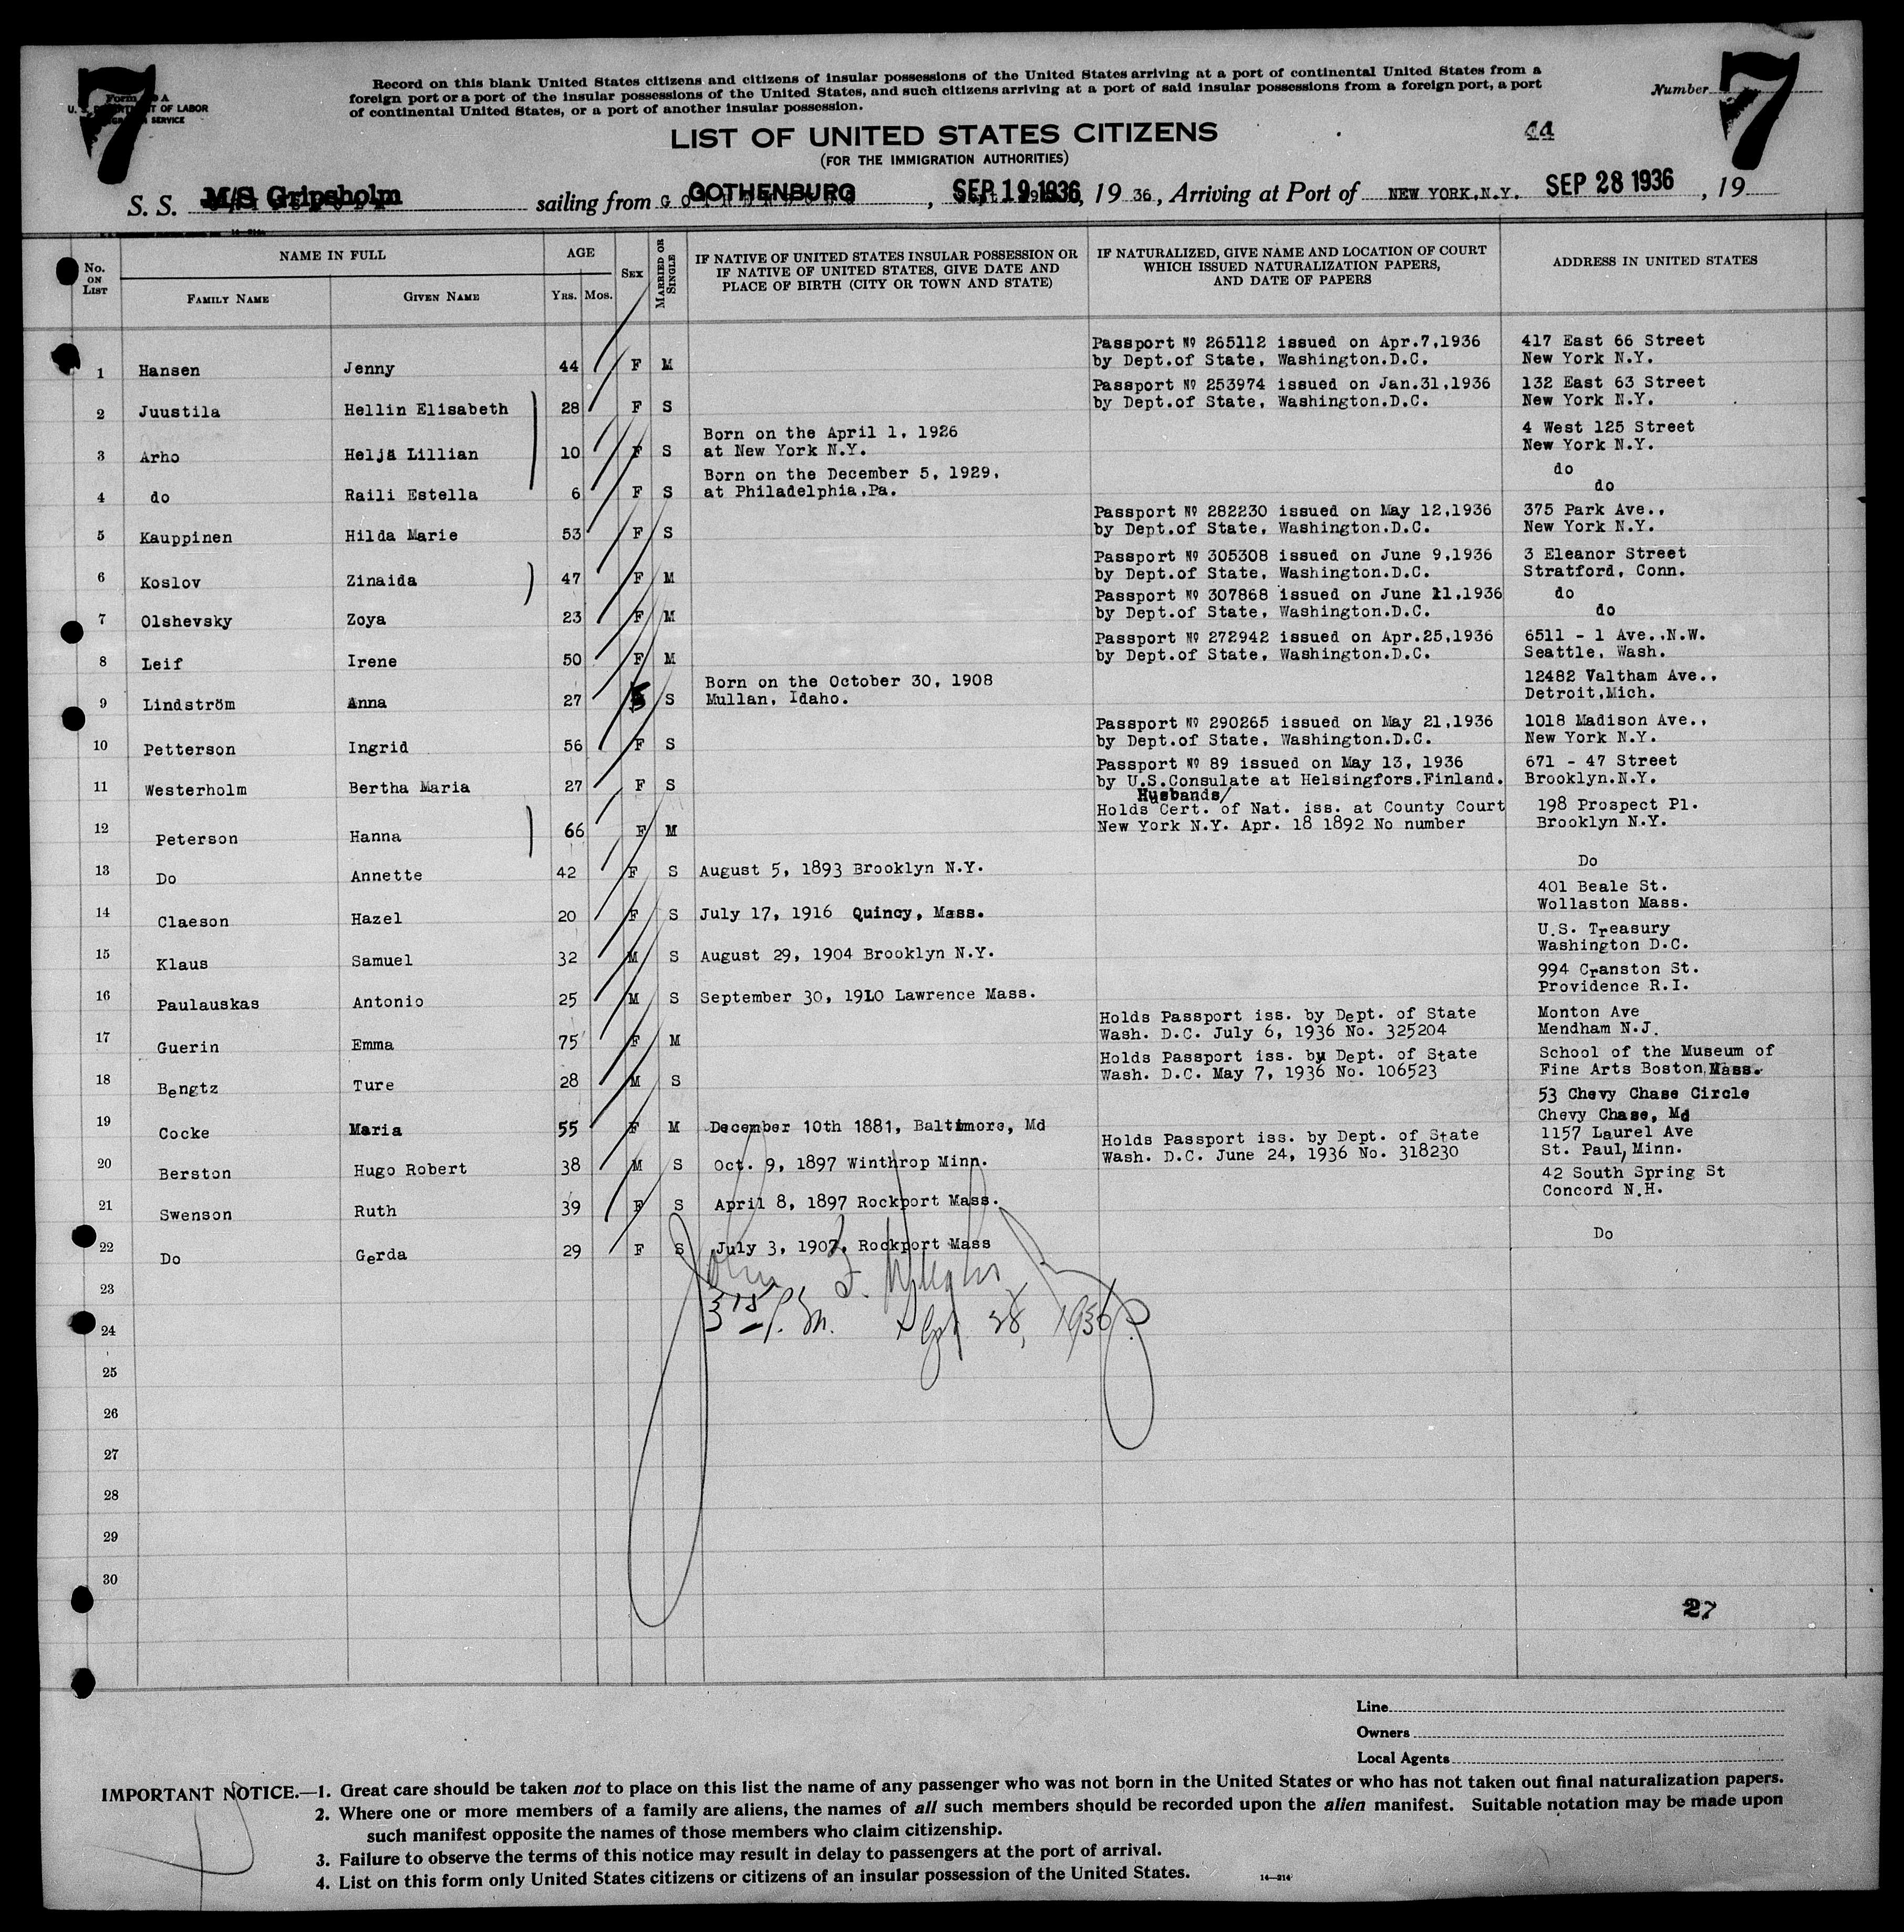 7
Form A
U. S. DEPARTMENT OF LABOR
SERVICE
Record on this blank United States citizens and citizens of insular possessions of the United States arriving at a port of continental United States from a
foreign port or a port of the insular possessions of the United States, and such citizens arriving at a port of said insular possessions from a foreign port, a port
of continental United States, or a port of another insular possession.
Number
7
LIST OF UNITED STATES CITIZENS
44
(FOR THE IMMIGRATION AUTHORITIES)
S. S. M/S Gripsholm sailing from GOTHENBURG, SEP 19 1936, 19 36, Arriving at Port of NEW YORK.N.Y. SEP 28 1936, 19
No. ON LIST
NAME IN FULL
FAMILY NAME
GIVEN NAME
AGE
YRS. MOS.
SEX
MARRIED OR SINGLE
IF NATIVE OF UNITED STATES INSULAR POSSESSION OR
IF NATIVE OF UNITED STATES, GIVE DATE AND
PLACE OF BIRTH (CITY OR TOWN AND STATE)
IF NATURALIZED, GIVE NAME AND LOCATION OF COURT
WHICH ISSUED NATURALIZATION PAPERS,
AND DATE OF PAPERS
ADDRESS IN UNITED STATES
Passport Nº 265112 issued on Apr.7,1936 417 East 66 Street
1 Hansen Jenny 44 F M by Dept.of State, Washington.D.C. New York N.Y.
Passport Nº 253974 issued on Jan.31,1936 132 East 63 Street
2 Juustila Hellin Elisabeth 28 F S by Dept.of State, Washington.D.C. New York N.Y.
Born on the April 1, 1926 4 West 125 Street
3 Arho Heljä Lillian 10 F S at New York N.Y. New York N.Y.
Born on the December 5, 1929, do
4 do Raili Estella 6 F S at Philadelphia,Pa. do
Passport Nº 282230 issued on May 12,1936 375 Park Ave.,
5 Kauppinen Hilda Marie 53 F S by Dept.of State, Washington.D.C. New York N.Y.
Passport Nº 305308 issued on June 9,1936 3 Eleanor Street
6 Koslov Zinaida 47 F M by Dept.of State, Washington.D.C. Stratford, Conn.
Passport Nº 307868 issued on June 11,1936 do
7 Olshevsky Zoya 23 F M by Dept.of State, Washington.D.C. do
Passport Nº 272942 issued on Apr.25,1936 6511 - 1 Ave.,N.W.
8 Leif Irene 50 F M by Dept.of State, Washington.D.C. Seattle, Wash.
Born on the October 30, 1908 12482 Valtham Ave.,
9 Lindström Anna 27 F S Mullan, Idaho. Detroit,Mich.
Passport Nº 290265 issued on May 21,1936 1018 Madison Ave.,
10 Petterson Ingrid 56 F S by Dept.of State, Washington.D.C. New York N.Y.
Passport Nº 89 issued on May 13, 1936 671 - 47 Street
11 Westerholm Bertha Maria 27 F S by U.S.Consulate at Helsingfors.Finland. Brooklyn.N.Y.
Husbands/
Holds Cert. of Nat. iss. at County Court 198 Prospect Pl.
12 Peterson Hanna 66 F M New York N.Y. Apr. 18 1892 No number Brooklyn N.Y.
13 Do Annette 42 F S August 5, 1893 Brooklyn N.Y. Do
401 Beale St.
14 Claeson Hazel 20 F S July 17, 1916 Quincy, Mass. Wollaston Mass.
U.S. Treasury
15 Klaus Samuel 32 M S August 29, 1904 Brooklyn N.Y. Washington D.C.
994 Cranston St.
16 Paulauskas Antonio 25 M S September 30, 1910 Lawrence Mass. Providence R.I.
Holds Passport iss. by Dept. of State Monton Ave
17 Guerin Emma 75 F M Wash. D.C. July 6, 1936 No. 325204 Mendham N.J.
Holds Passport iss. by Dept. of State School of the Museum of
18 Bengtz Ture 28 M S Wash. D.C. May 7, 1936 No. 106523 Fine Arts Boston Mass.
53 Chevy Chase Circle
19 Cocke Maria 55 F M December 10th 1881, Baltimore, Md Chevy Chase, Md
Holds Passport iss. by Dept. of State 1157 Laurel Ave
20 Berston Hugo Robert 38 M S Oct. 9, 1897 Winthrop Minn. Wash. D.C. June 24, 1936 No. 318230 St. Paul, Minn.
42 South Spring St
21 Swenson Ruth 39 F S April 8, 1897 Rockport Mass. Concord N.H.
22 Do Gerda 29 F S July 3, 1907, Rockport Mass Do
23
John F.
3 15 P.M. 28, 1936
24
25
26
27
28
29
30
27
Line
Owners
Local Agents
IMPORTANT NOTICE.—1. Great care should be taken not to place on this list the name of any passenger who was not born in the United States or who has not taken out final naturalization papers.
2. Where one or more members of a family are aliens, the names of all such members should be recorded upon the alien manifest. Suitable notation may be made upon
such manifest opposite the names of those members who claim citizenship.
3. Failure to observe the terms of this notice may result in delay to passengers at the port of arrival.
4. List on this form only United States citizens or citizens of an insular possession of the United States.
14—214